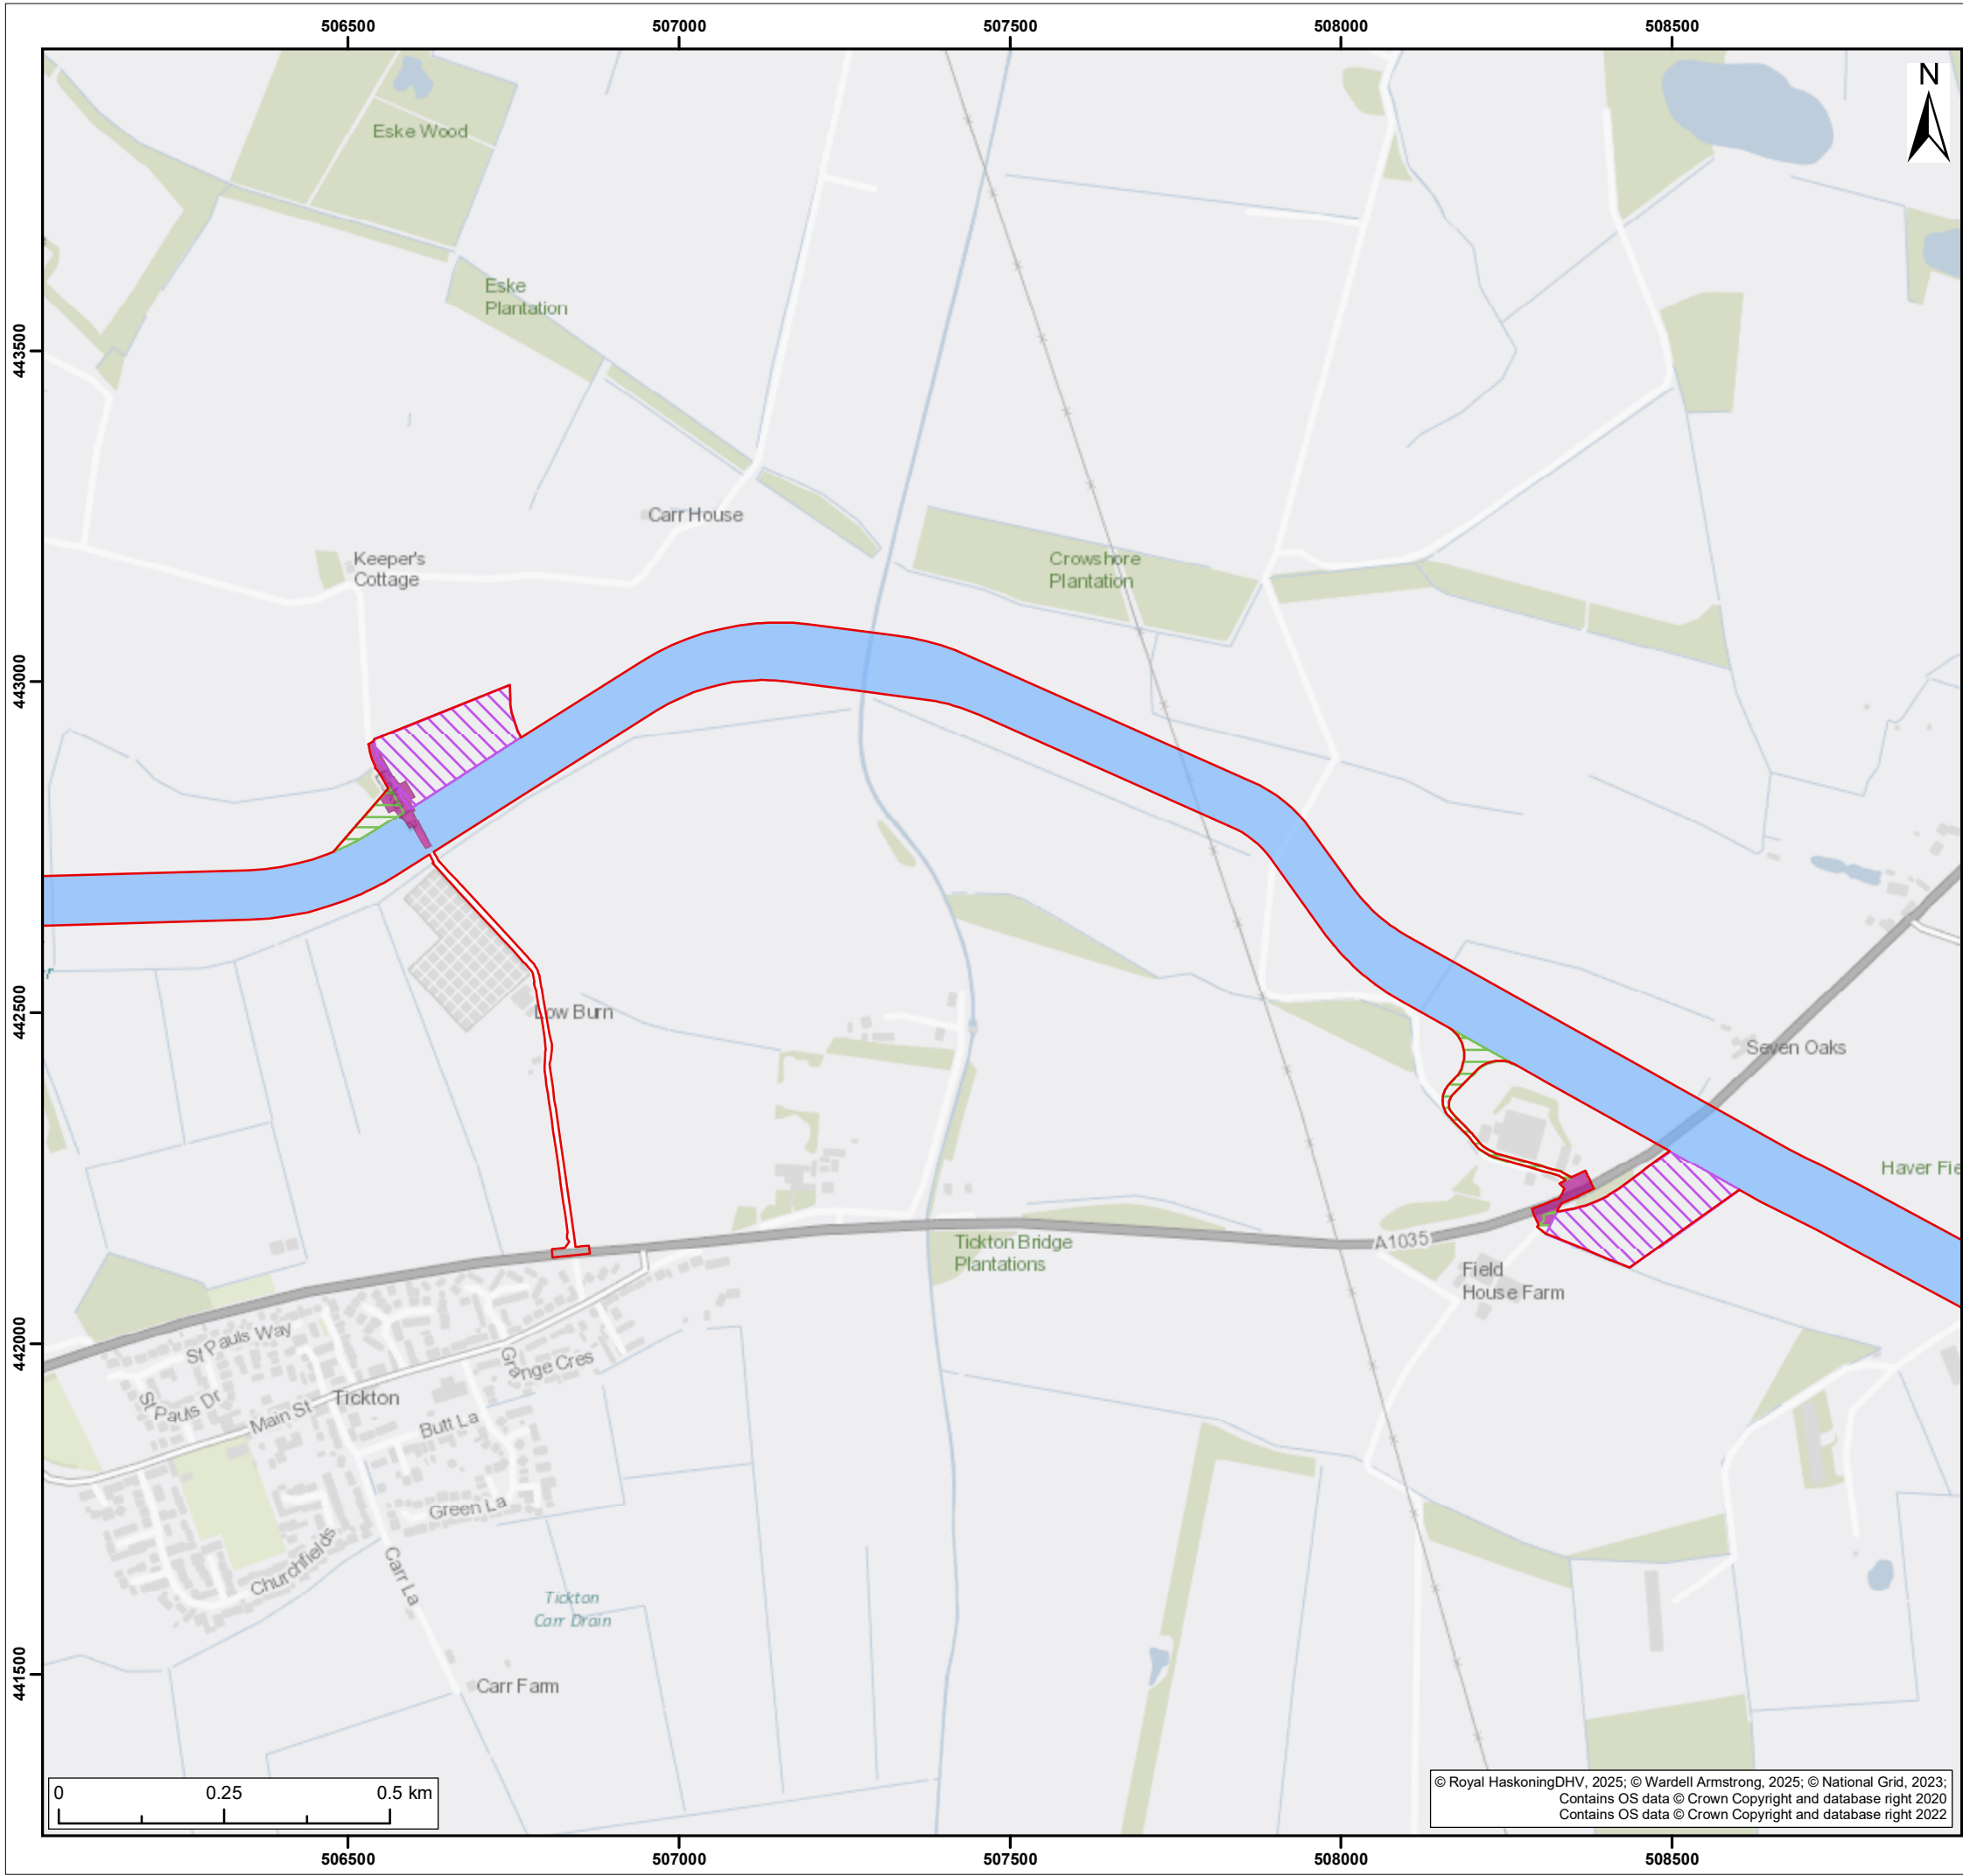 506500
507000
507500
508000
508500
N
Eske Wood
Eske
Plantation
443500
Carr House
Keeper's
Cottage
Crowshore
Plantation
443000
442500
Low Burn
Seven Oaks
Haver Fie
A1035
Tickton Bridge
Plantations
Field
House Farm
442000
St Pauls Way
Grange Cres
St Pauls Dr
Main St
Tickton
Butt La
Green La
Churchfields
Carr La
Tickton
Carr Drain
441500
Carr Farm
0 0.25 0.5 km
© Royal HaskoningDHV, 2025; © Wardell Armstrong, 2025; © National Grid, 2023;
Contains OS data © Crown Copyright and database right 2020
Contains OS data © Crown Copyright and database right 2022
506500
507000
507500
508000
508500